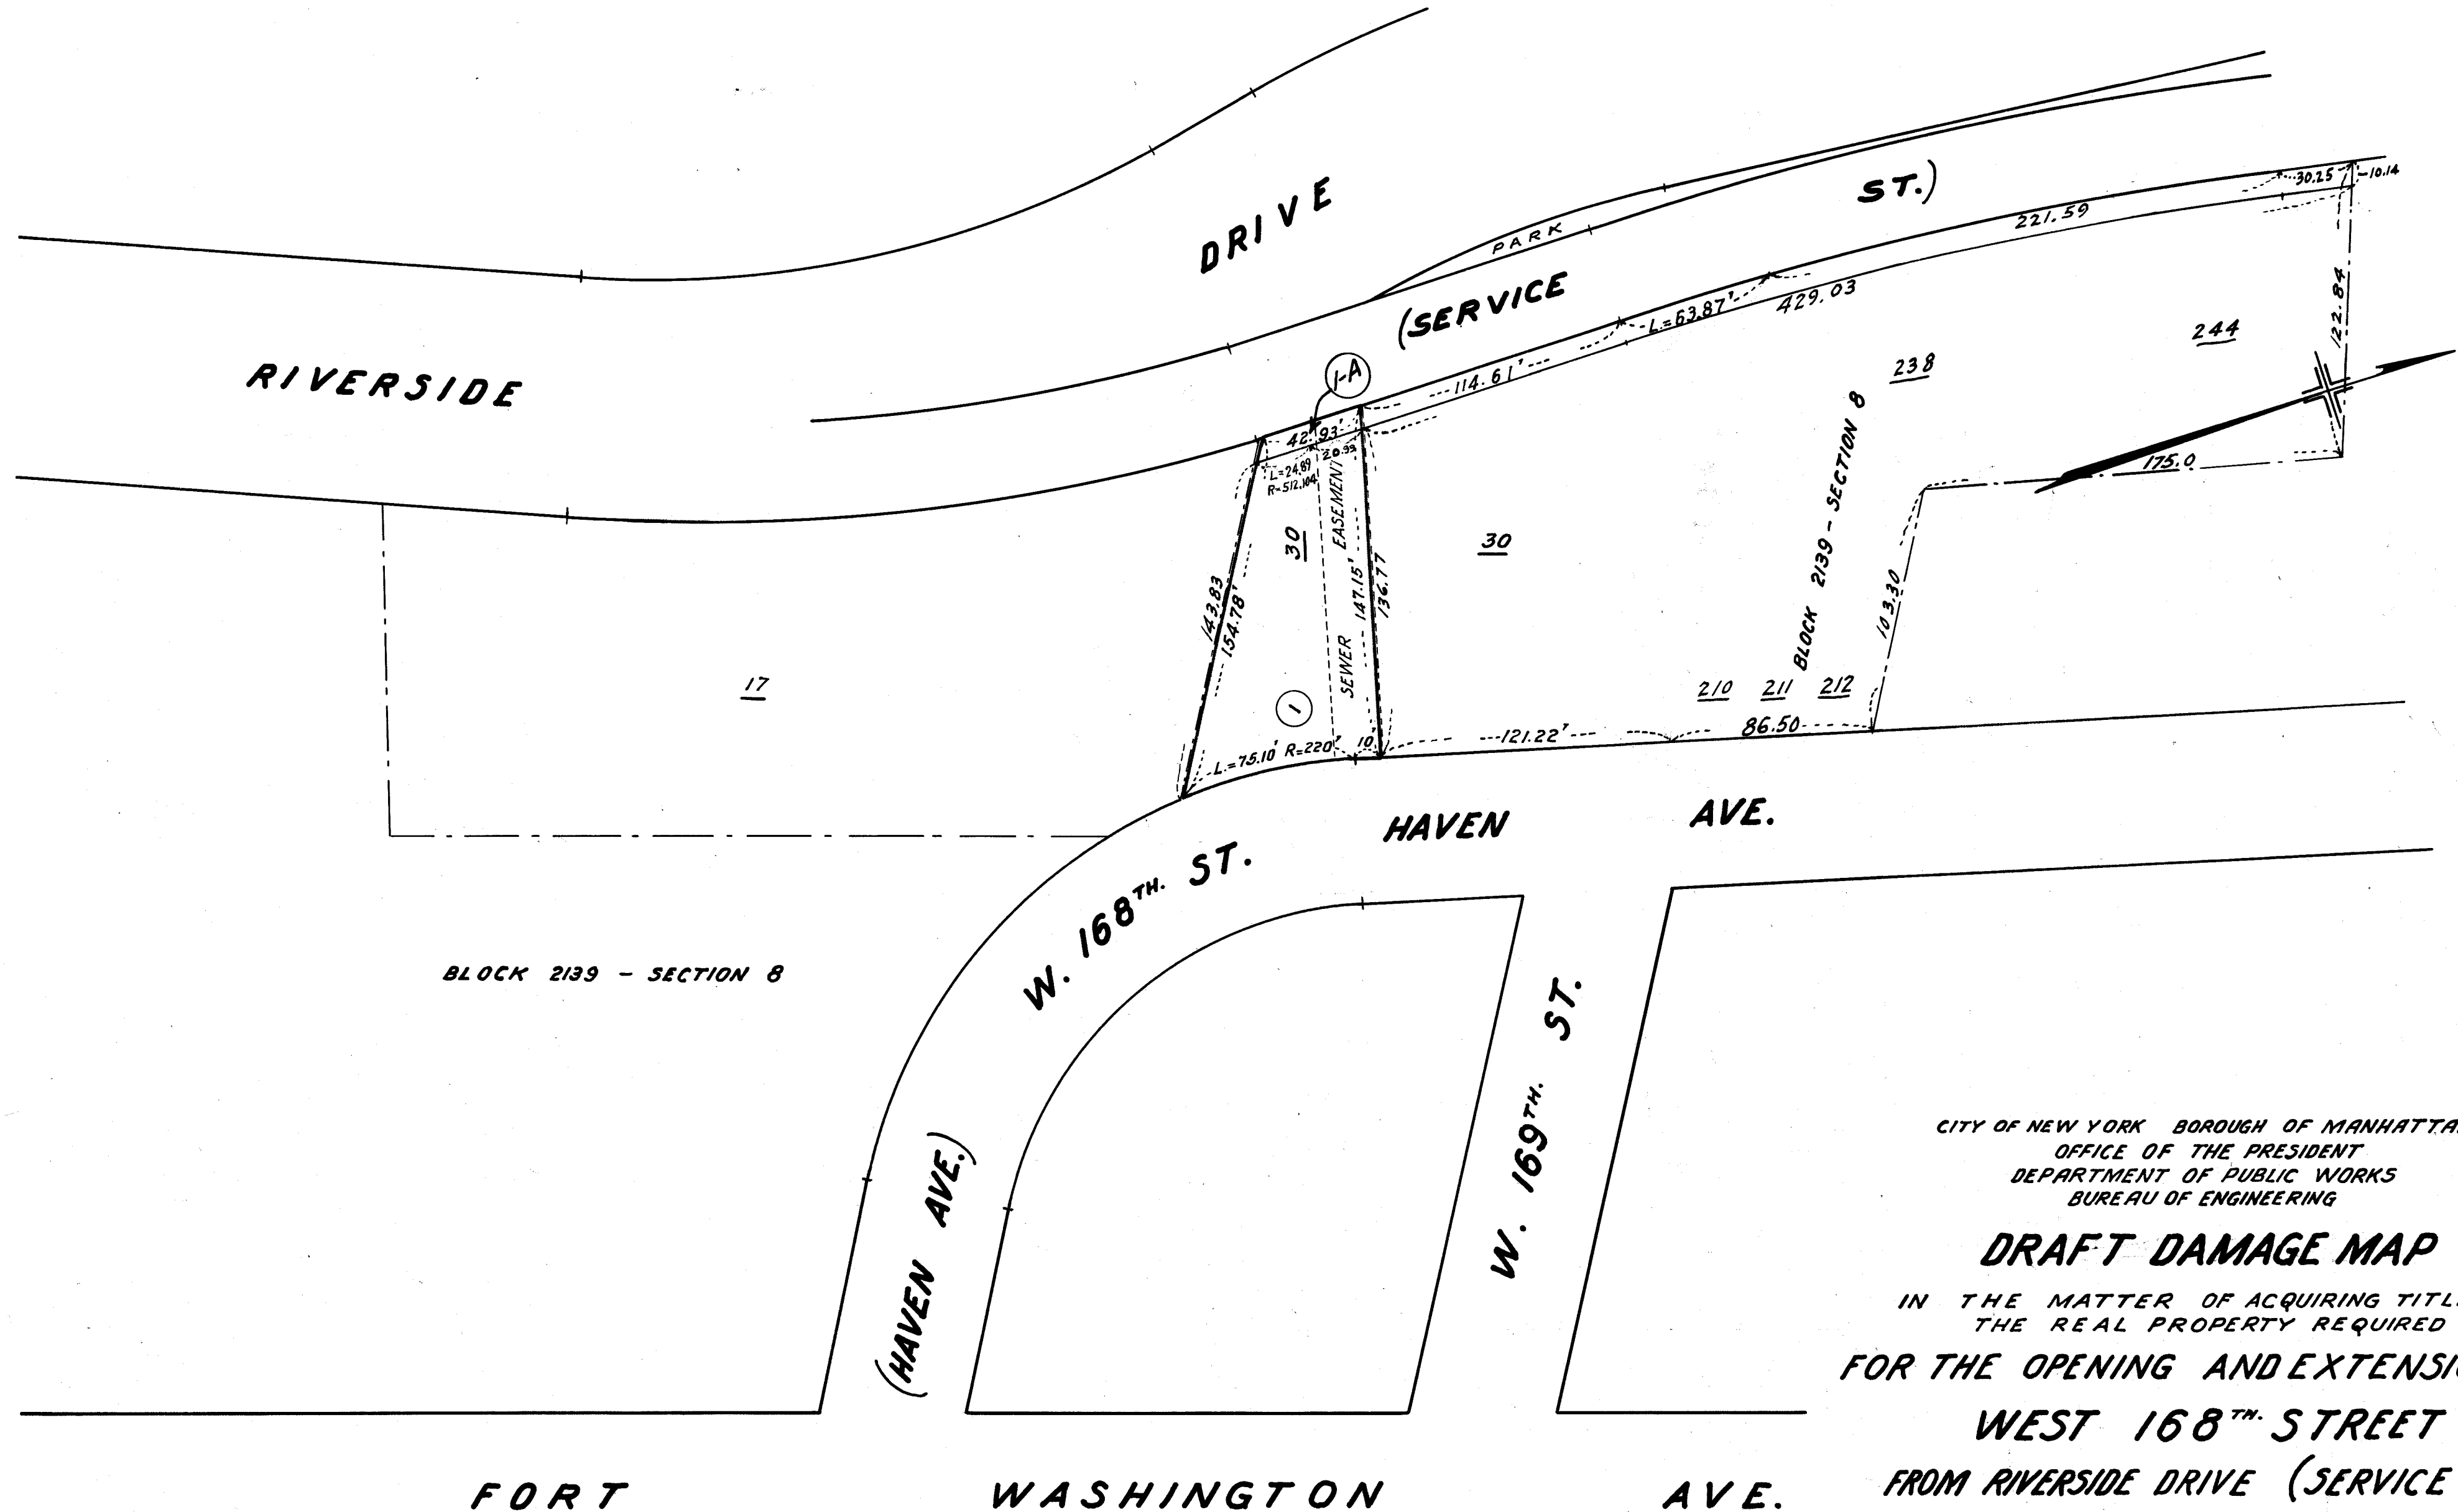 RIVERSIDE DRIVE
(SERVICE ST.)
PARK
30.25
10.14
221.59
L=63.87'
429.03
122.84
244
238
1-A
114.61'
42.93'
20.99
L=24.89
R=512.104
175.0
BLOCK 2139 - SECTION 8
30
SEWER EASEMENT
30
143.83
154.78'
147.15'
136.77
103.30
17
1
210 211 212
L=75.10' R=220' 10'
121.22'
86.50
HAVEN AVE.
W. 168TH. ST.
(HAVEN AVE.)
W. 169TH. ST.
BLOCK 2139 - SECTION 8
FORT WASHINGTON AVE.
CITY OF NEW YORK BOROUGH OF MANHATTA
OFFICE OF THE PRESIDENT
DEPARTMENT OF PUBLIC WORKS
BUREAU OF ENGINEERING
DRAFT DAMAGE MAP
IN THE MATTER OF ACQUIRING TITL
THE REAL PROPERTY REQUIRED
FOR THE OPENING AND EXTENSI
WEST 168TH. STREET
FROM RIVERSIDE DRIVE (SERVICE